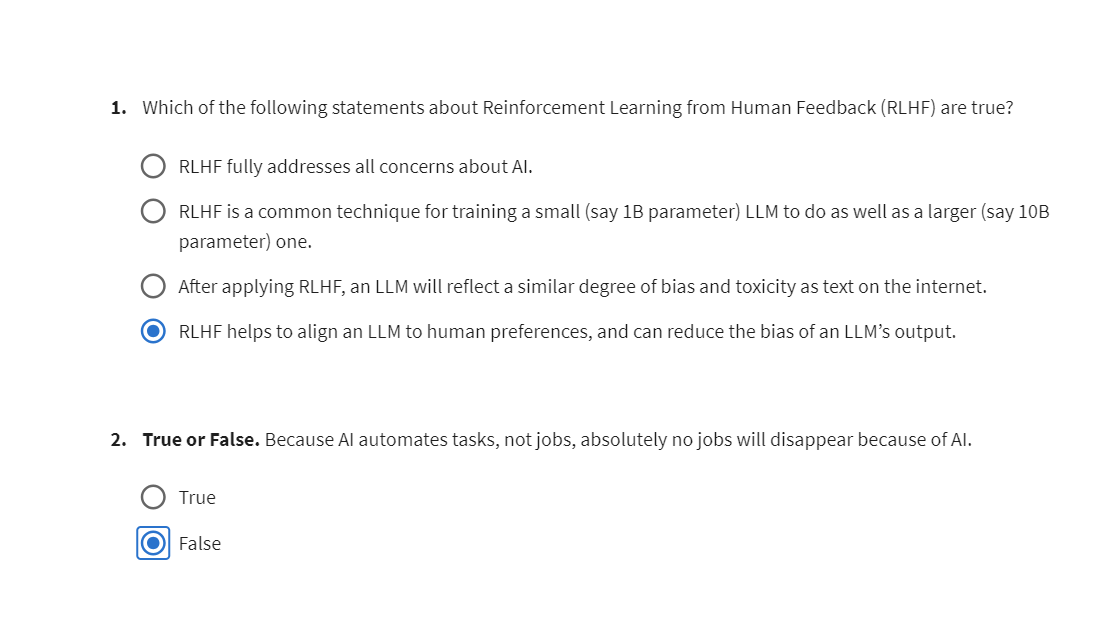 1. Which of the following statements about Reinforcement Learning from Human Feedback (RLHF) are true?
RLHF fully addresses all concerns about AI.
RLHF is a common technique for training a small (say 1B parameter) LLM to do as well as a larger (say 10B
parameter) one.
After applying RLHF, an LLM will reflect a similar degree of bias and toxicity as text on the internet.
RLHF helps to align an LLM to human preferences, and can reduce the bias of an LLM’s output.
2. True or False. Because AI automates tasks, not jobs, absolutely no jobs will disappear because of AI.
True
False